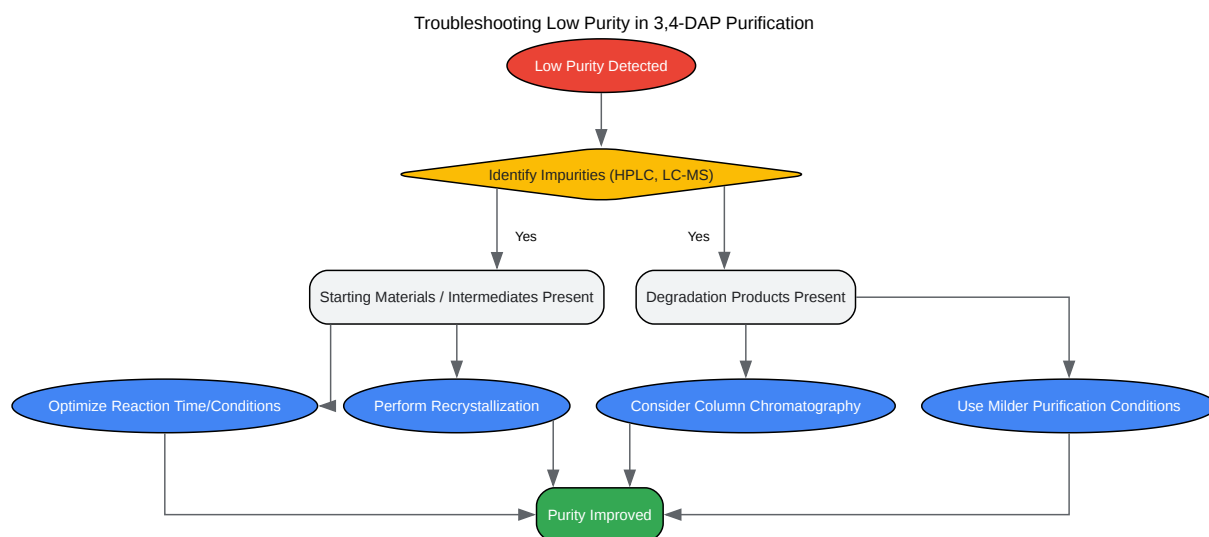 Troubleshooting Low Purity in 3,4-DAP Purification
Low Purity Detected
Identify Impurities (HPLC, LC-MS)
Yes
Yes
Starting Materials / Intermediates Present
Degradation Products Present
Optimize Reaction Time/Conditions
Perform Recrystallization
Consider Column Chromatography
Use Milder Purification Conditions
Purity Improved